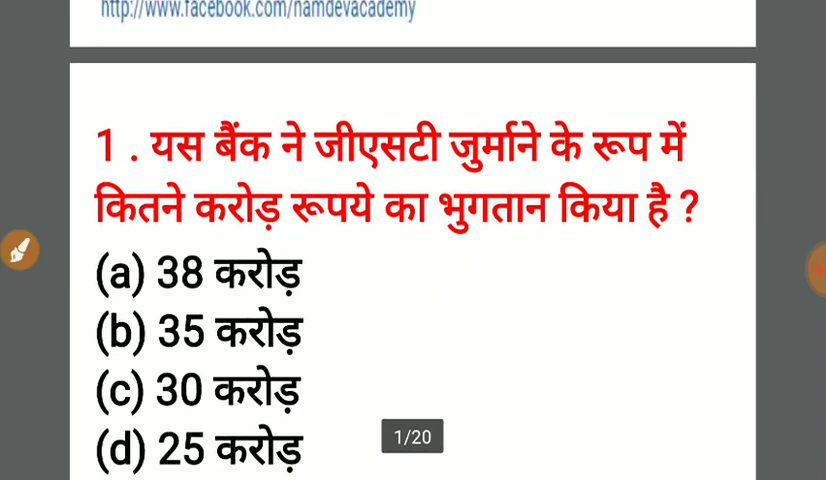 http://www.facebook.com/namdevacademy
1 . यस बैंक ने जीएसटी जुर्माने के रूप में
कितने करोड़ रूपये का भुगतान किया है ?
(a) 38 करोड़
(b) 35 करोड़
(c) 30 करोड़
(d) 25 करोड़
1/20